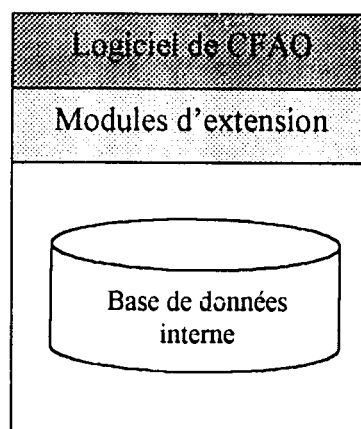 Logiciel de CFAO
Modules d'extension
Base de données
interne